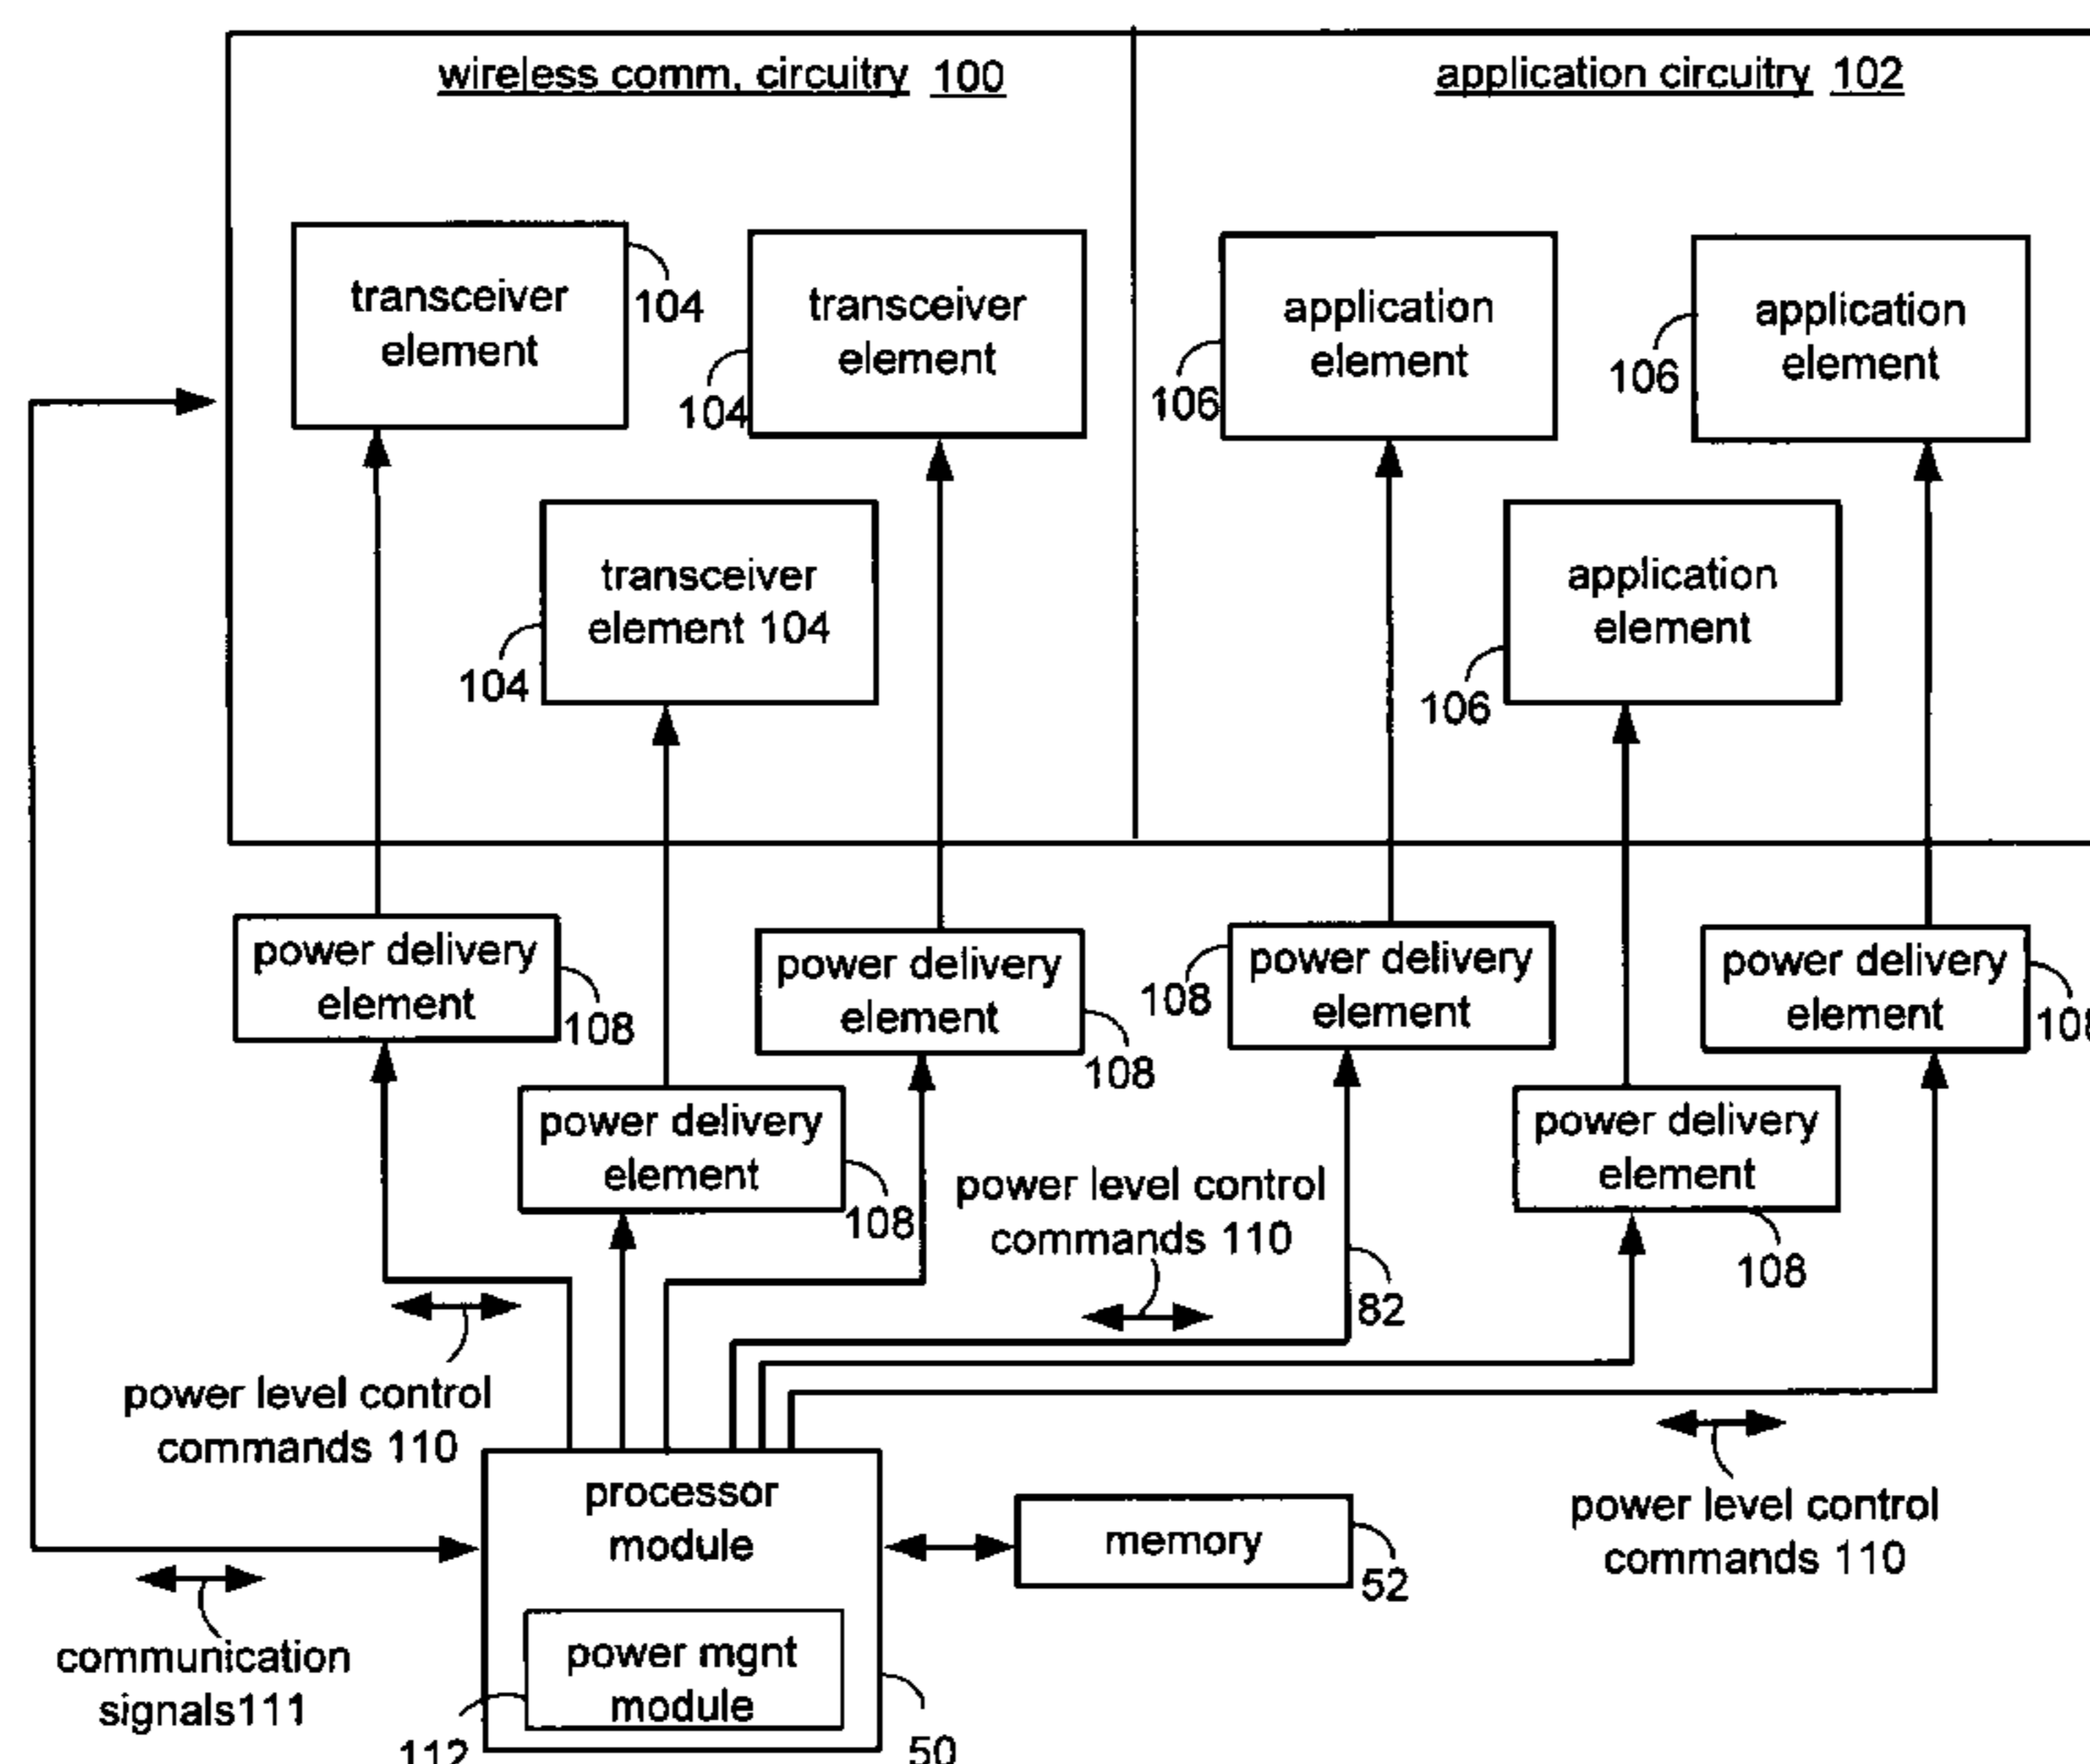 wireless comm. circuitry 100
application circuitry 102
transceiver
element
104
transceiver
element
104
application
element
106
application
element
106
transceiver
element 104
104
application
element
106
power delivery
element
108
power delivery
element
108
power delivery
element
108
power delivery
element
108
power delivery
element
108
power delivery
element
108
power level control
commands 110
82
power level control
commands 110
power level control
commands 110
processor
module
memory
52
communication
signals111
power mgnt
module
112
50